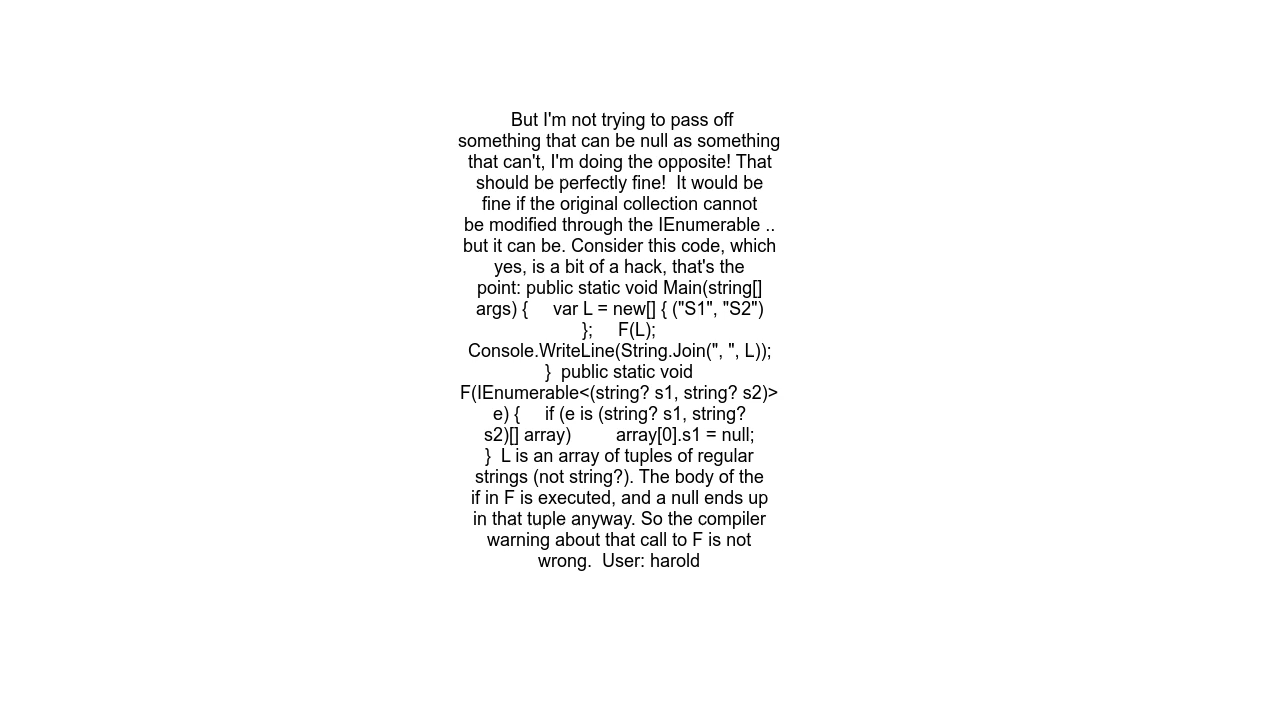 But I'm not trying to pass off
something that can be null as something
that can't, I'm doing the opposite! That
should be perfectly fine!  It would be
fine if the original collection cannot
be modified through the IEnumerable ..
but it can be. Consider this code, which
yes, is a bit of a hack, that's the
point: public static void Main(string[]
args) {     var L = new[] { ("S1", "S2")
};     F(L);
Console.WriteLine(String.Join(", ", L));
}  public static void
F(IEnumerable<(string? s1, string? s2)>
e) {     if (e is (string? s1, string?
s2)[] array)         array[0].s1 = null;
}  L is an array of tuples of regular
strings (not string?). The body of the
if in F is executed, and a null ends up
in that tuple anyway. So the compiler
warning about that call to F is not
wrong.  User: harold